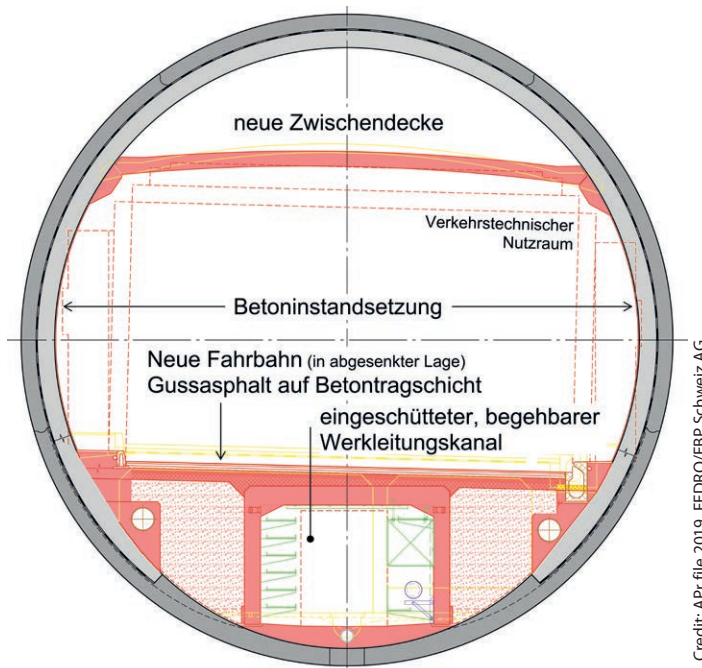 neue Zwischendecke
Verkehrstechnischer
Nutzraum
Betoninstandsetzung
Neue Fahrbahn (in abgesenkter Lage)
Gussasphalt auf Betontragschicht
eingeschütteter, begehbarer
Werkleitungskanal
Credit: APr file 2019, FEDRO/EBP Schweiz AG